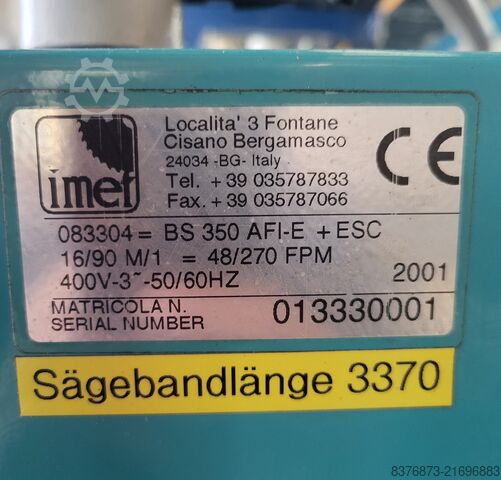 imet
Localita' 3 Fontane
Cisano Bergamasco
24034 -BG- Italy
Tel. +39 035787833
Fax. +39 035787066
CE
083304= BS 350 AFI-E +ESC
16/90 M/1 = 48/270 FPM
400V-3~-50/60HZ 2001
MATRICOLA N.
SERIAL NUMBER 013330001
Sägebandlänge 3370
8376873-21696883